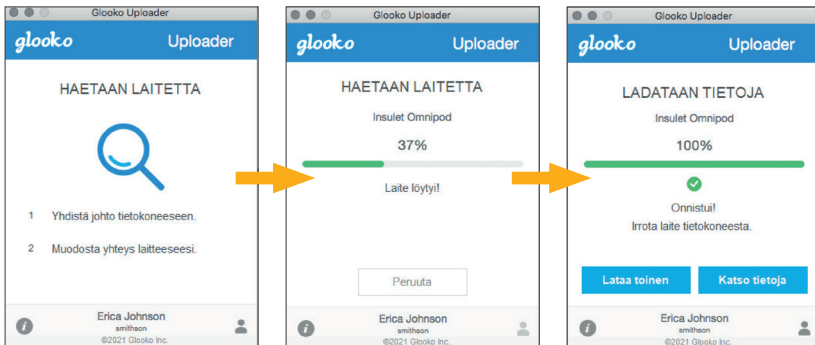 Glooko Uploader
glooko Uploader
HAETAAN LAITETTA
1 Yhdistä johto tietokoneeseen.
2 Muodosta yhteys laitteeseesi.
Erica Johnson
smithson
©2021 Glooko Inc.
Glooko Uploader
glooko Uploader
HAETAAN LAITETTA
Insulet Omnipod
37%
Laite löytyi!
Peruuta
Erica Johnson
smithson
©2021 Glooko Inc.
Glooko Uploader
glooko Uploader
LADATAAN TIETOJA
Insulet Omnipod
100%
Onnistui!
Irrota laite tietokoneesta.
Lataa toinen Katso tietoja
Erica Johnson
smithson
©2021 Glooko Inc.